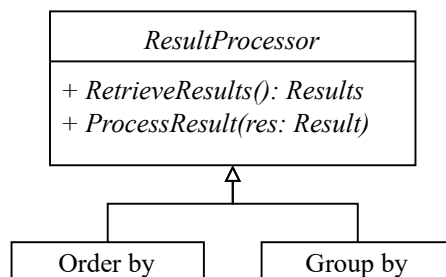 ResultProcessor
+ RetrieveResults(): Results
+ ProcessResult(res: Result)
Order by
Group by